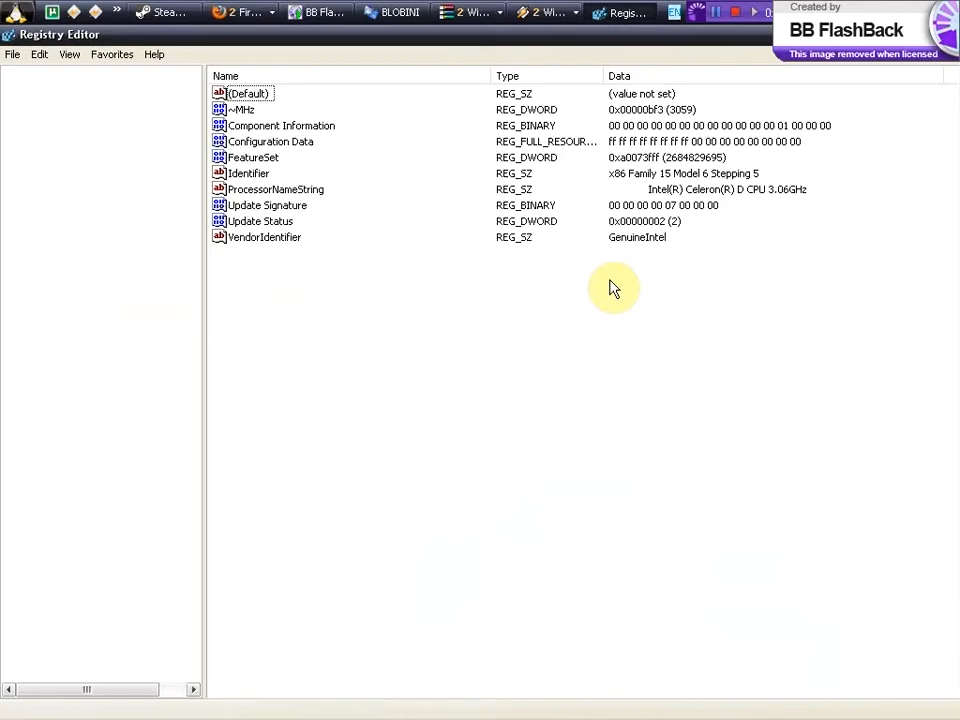 Stea...
2 Fir...
BB Fla...
BLOBINI
2 Wi...
2 Wi...
Regis...
EN
Created by
BB FlashBack
This image removed when licensed
Registry Editor
File Edit View Favorites Help
Name Type Data
(Default) REG_SZ (value not set)
~MHz REG_DWORD 0x00000bf3 (3059)
Component Information REG_BINARY 00 00 00 00 00 00 00 00 00 00 00 00 01 00 00 00
Configuration Data REG_FULL_RESOUR... ff ff ff ff ff ff ff ff 00 00 00 00 00 00 00 00
FeatureSet REG_DWORD 0xa0073fff (2684829695)
Identifier REG_SZ x86 Family 15 Model 6 Stepping 5
ProcessorNameString REG_SZ Intel(R) Celeron(R) D CPU 3.06GHz
Update Signature REG_BINARY 00 00 00 00 07 00 00 00
Update Status REG_DWORD 0x00000002 (2)
VendorIdentifier REG_SZ GenuineIntel